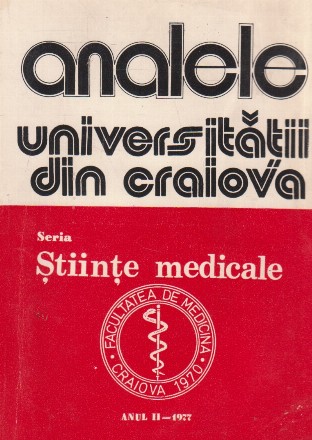 analele
universității
din craiova
Seria
Științe medicale
FACULTATEA DE MEDICINA
CRAIOVA 1970
ANUL II—1977